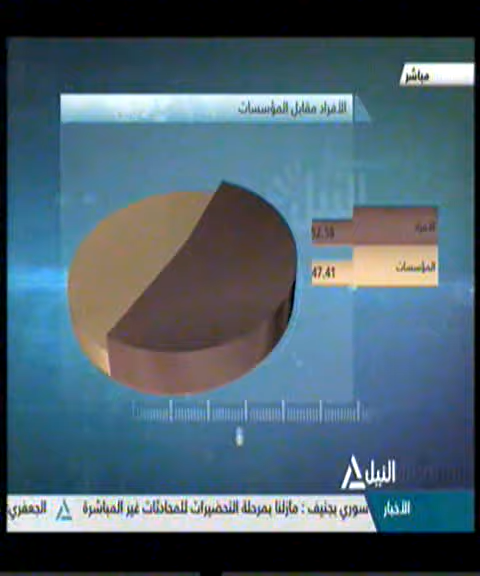 مباشر
الأفراد مقابل المؤسسات
الأفراد
المؤسسات 47.41
النيل
الأخبار
سوري بجنيف : مازلنا بمرحلة التحضيرات للمحادثات غير المباشرة الجعفري